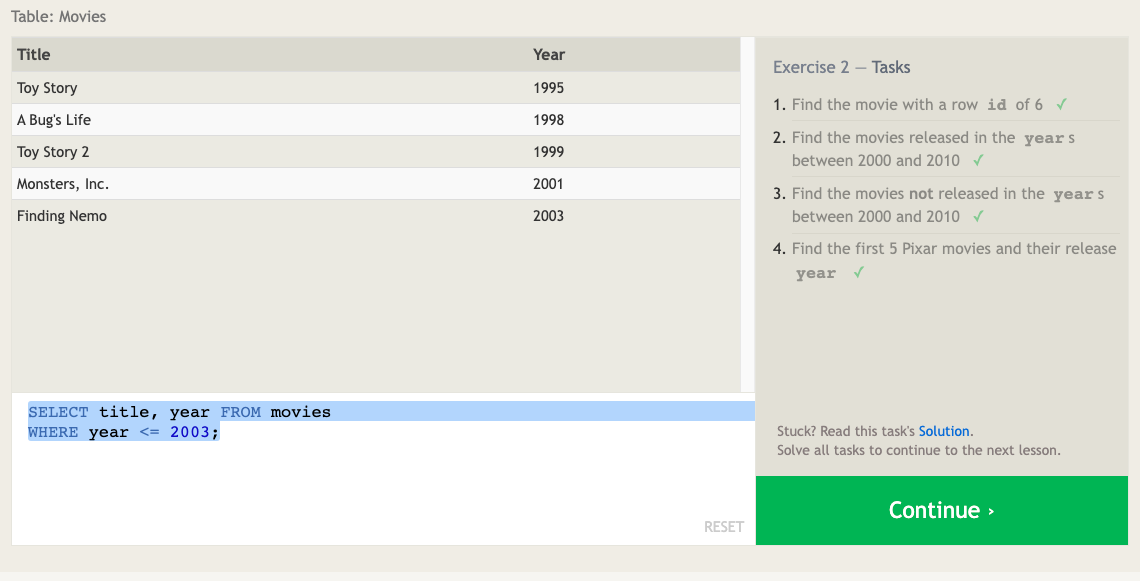 Table: Movies
Title Year
Toy Story 1995
A Bug's Life 1998
Toy Story 2 1999
Monsters, Inc. 2001
Finding Nemo 2003
SELECT title, year FROM movies
WHERE year <= 2003;
RESET
Exercise 2 — Tasks
1. Find the movie with a row id of 6 ✓
2. Find the movies released in the year s
between 2000 and 2010 ✓
3. Find the movies not released in the year s
between 2000 and 2010 ✓
4. Find the first 5 Pixar movies and their release
year ✓
Stuck? Read this task's Solution.
Solve all tasks to continue to the next lesson.
Continue ›